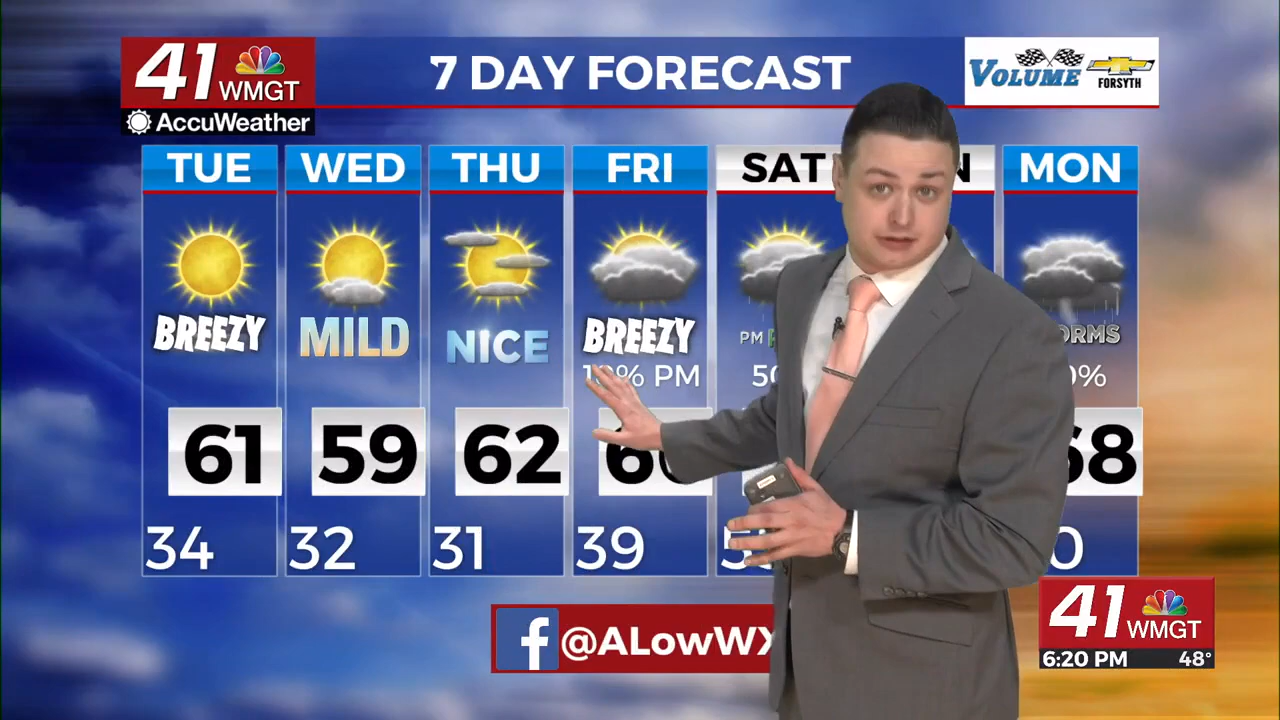 41
WMGT
AccuWeather
7 DAY FORECAST
VOLUME
FORSYTH
TUE WED THU FRI SAT MON
BREEZY MILD NICE BREEZY PM
% PM %
61 59 62 68
34 32 31 39
f @ALowWX
41
WMGT
6:20 PM 48°